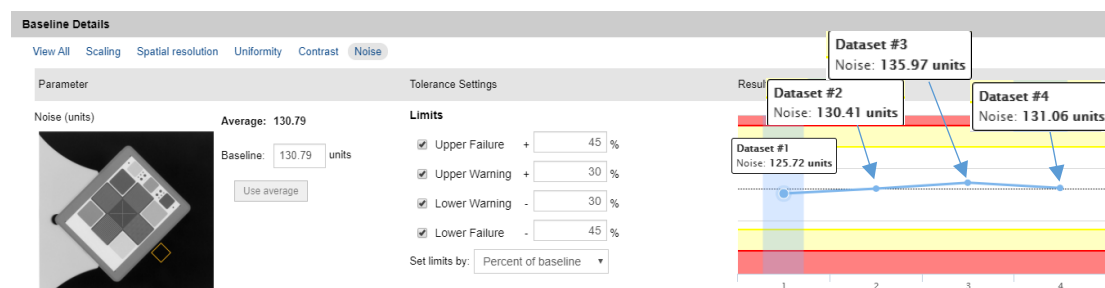 Baseline Details
View All Scaling Spatial resolution Uniformity Contrast Noise
Parameter Tolerance Settings
Noise (units)
Average: 130.79
Baseline: 130.79 units
Use average
Limits
Upper Failure + 45 %
Upper Warning + 30 %
Lower Warning - 30 %
Lower Failure - 45 %
Set limits by: Percent of baseline
Dataset #3
Noise: 135.97 units
Dataset #2
Noise: 130.41 units
Dataset #4
Noise: 131.06 units
Dataset #1
Noise: 125.72 units
1 2 3 4